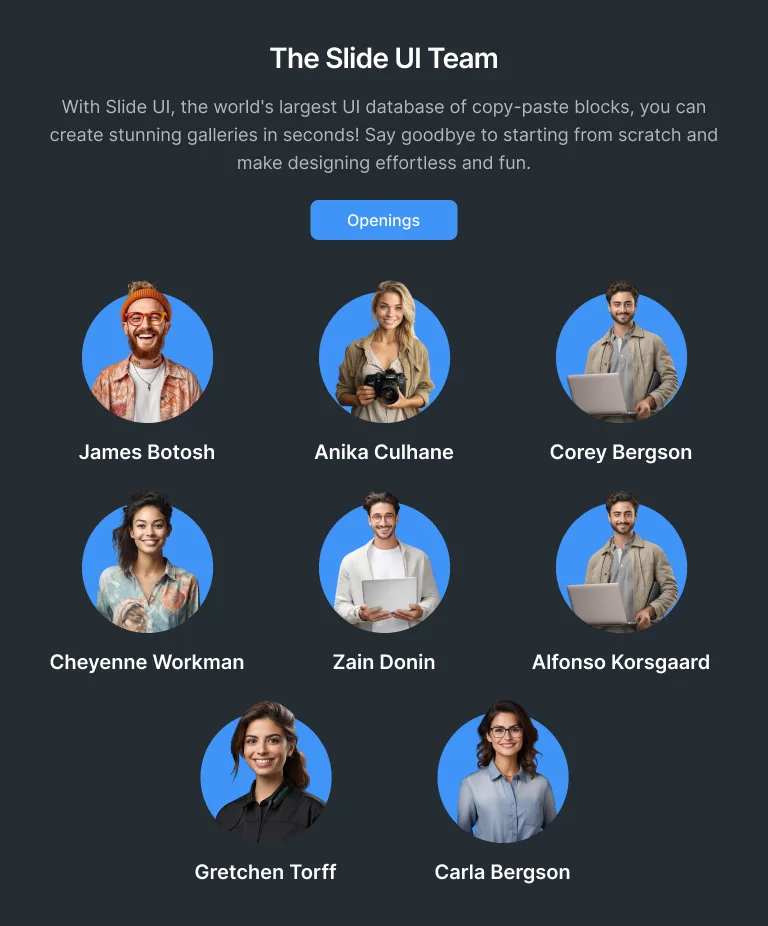 The Slide UI Team
With Slide UI, the world's largest UI database of copy-paste blocks, you can
create stunning galleries in seconds! Say goodbye to starting from scratch and
make designing effortless and fun.
Openings
James Botosh
Anika Culhane
Corey Bergson
Cheyenne Workman
Zain Donin
Alfonso Korsgaard
Gretchen Torff
Carla Bergson